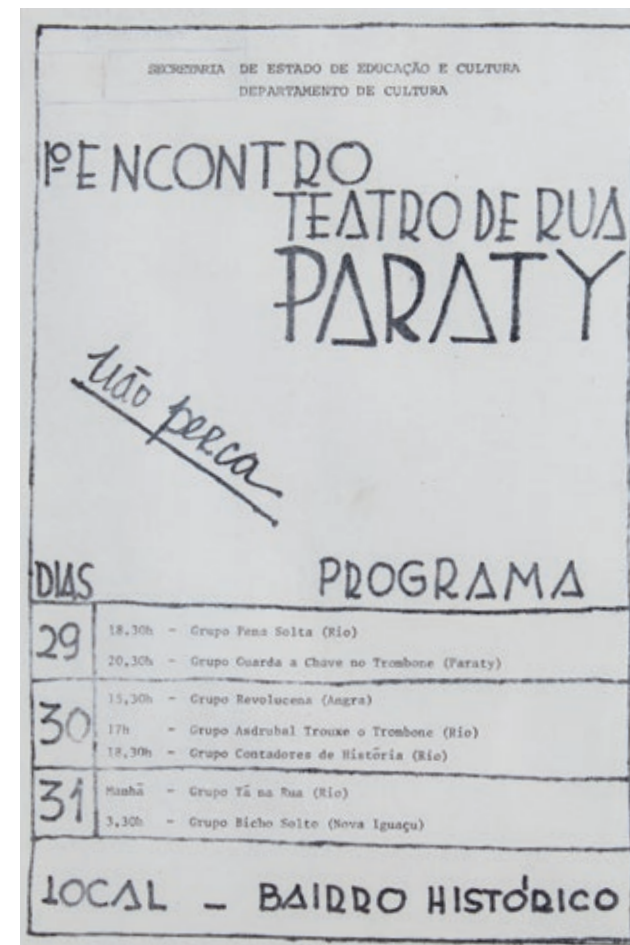 SECRETARIA DE ESTADO DE EDUCAÇÃO E CULTURA
DEPARTAMENTO DE CULTURA
1º ENCONTRO
TEATRO DE RUA
PARATY
Não perca
DIAS PROGRAMA
29
18,30h - Grupo Pena Solta (Rio)
20,30h - Grupo Guarda a Chave no Trombone (Paraty)
30
15,30h - Grupo Revolucena (Angra)
17h - Grupo Asdrubal Trouxe o Trombone (Rio)
18,30h - Grupo Contadores de História (Rio)
31
Manhã - Grupo Tá na Rua (Rio)
3,30h - Grupo Bicho Solto (Nova Iguaçu)
LOCAL - BAIRRO HISTÓRICO